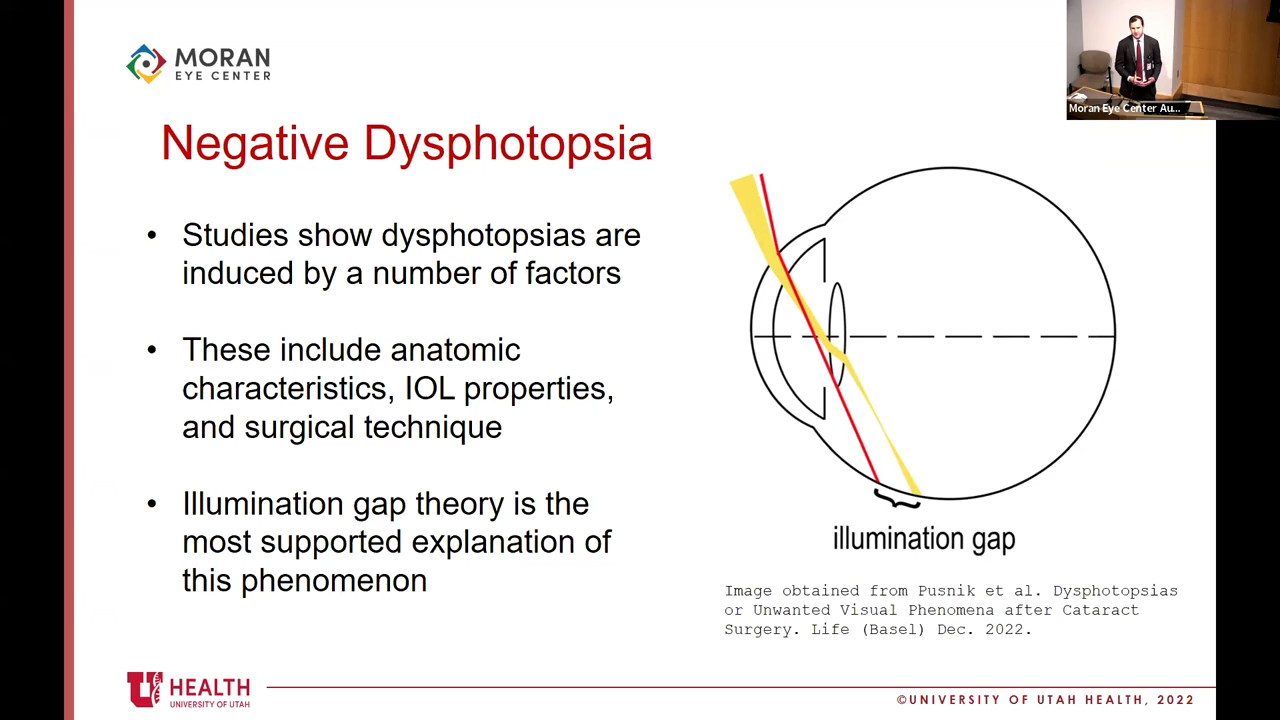 MORAN
EYE CENTER
Moran Eye Center Au...
Negative Dysphotopsia
• Studies show dysphotopsias are
induced by a number of factors
• These include anatomic
characteristics, IOL properties,
and surgical technique
• Illumination gap theory is the
most supported explanation of
this phenomenon
illumination gap
Image obtained from Pusnik et al. Dysphotopsias
or Unwanted Visual Phenomena after Cataract
Surgery. Life (Basel) Dec. 2022.
U HEALTH
UNIVERSITY OF UTAH
©UNIVERSITY OF UTAH HEALTH, 2022